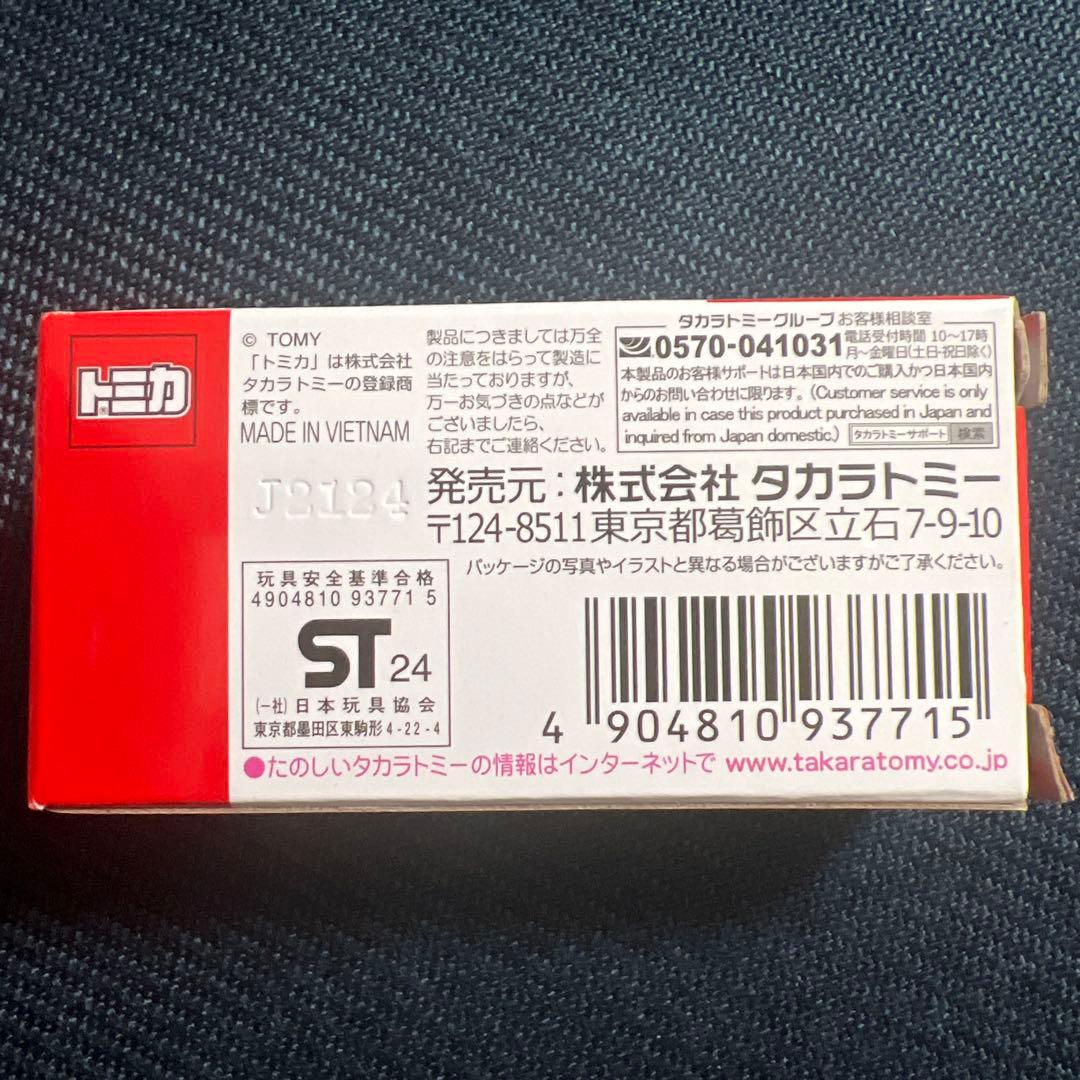 トミカ
®
© TOMY
「トミカ」は株式会社
タカラトミーの登録商
標です。
MADE IN VIETNAM
J2124
製品につきましては万全
の注意をはらって製造に
当たっておりますが、
万一お気づきの点などが
ございましたら、
右記までご連絡ください。
タカラトミーグループ お客様相談室
0570-041031 電話受付時間 10〜17時
月〜金曜日(土日・祝日除く)
本製品のお客様サポートは日本国内でのご購入かつ日本国内
からのお問い合わせに限ります。(Customer service is only
available in case this product purchased in Japan and
inquired from Japan domestic.) タカラトミーサポート 検索
発売元:株式会社 タカラトミー
〒124-8511 東京都葛飾区立石7-9-10
パッケージの写真やイラストと異なる場合がございますがご了承ください。
玩具安全基準合格
4904810 93771 5
ST 24
(一社)日本玩具協会
東京都墨田区東駒形4-22-4
4 904810 937715
●たのしいタカラトミーの情報はインターネットで www.takaratomy.co.jp